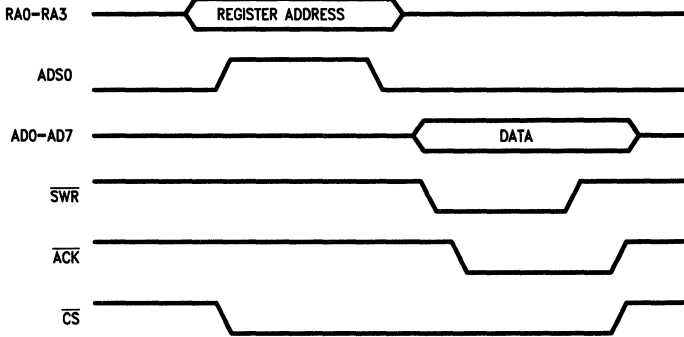 RA0-RA3 REGISTER ADDRESS
ADS0
AD0-AD7 DATA
SWR
ACK
CS